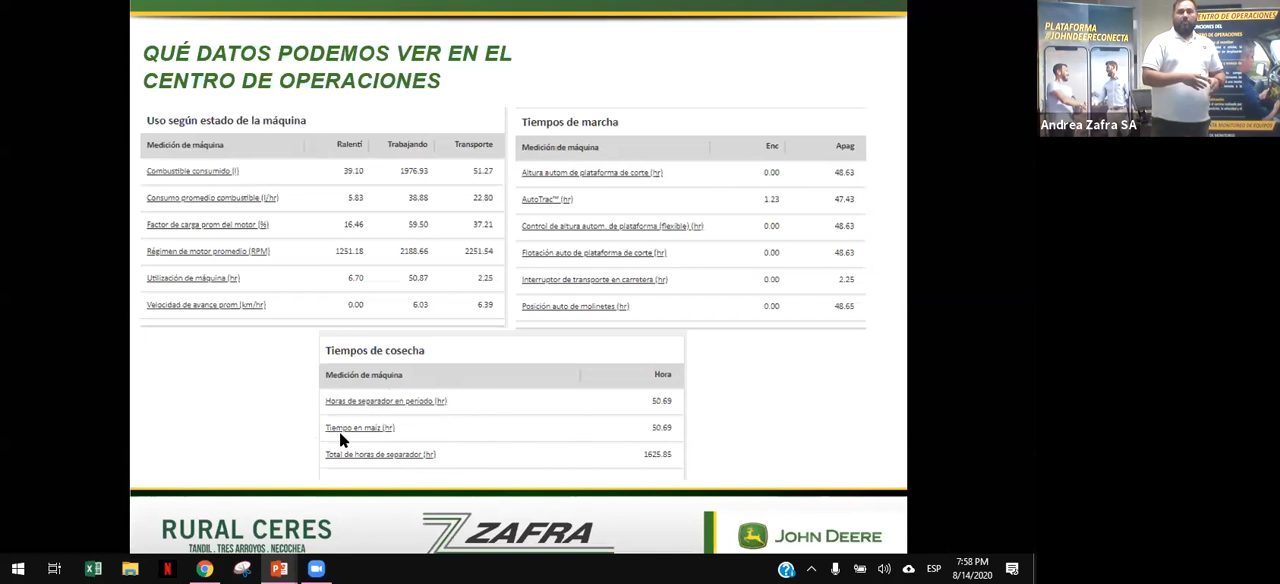 QUÉ DATOS PODEMOS VER EN EL
CENTRO DE OPERACIONES
Uso según estado de la máquina
Medición de máquina Ralentí Trabajando Transporte
Combustible consumido (l) 39.10 1976.93 51.27
Consumo promedio combustible (l/hr) 5.83 38.88 22.80
Factor de carga prom del motor (%) 16.46 59.50 37.21
Régimen de motor promedio (RPM) 1251.18 2188.66 2251.54
Utilización de máquina (hr) 6.70 50.87 2.25
Velocidad de avance prom (km/hr) 0.00 6.03 6.39
Tiempos de marcha
Medición de máquina Enc Apag
Altura autom de plataforma de corte (hr) 0.00 48.63
AutoTrac™ (hr) 1.23 47.43
Control de altura autom. de plataforma (flexible) (hr) 0.00 48.63
Flotación auto de plataforma de corte (hr) 0.00 48.63
Interruptor de transporte en carretera (hr) 0.00 2.25
Posición auto de molinetes (hr) 0.00 48.65
Tiempos de cosecha
Medición de máquina Hora
Horas de separador en período (hr) 50.69
Tiempo en maíz (hr) 50.69
Total de horas de separador (hr) 1625.85
RURAL CERES
TANDIL . TRES ARROYOS . NECOCHEA
ZAFRA
JOHN DEERE
PLATAFORMA
#JOHNDEERECONECTA
CENTRO DE OPERACIONES
Andrea Zafra SA
ESP
7:58 PM
8/14/2020